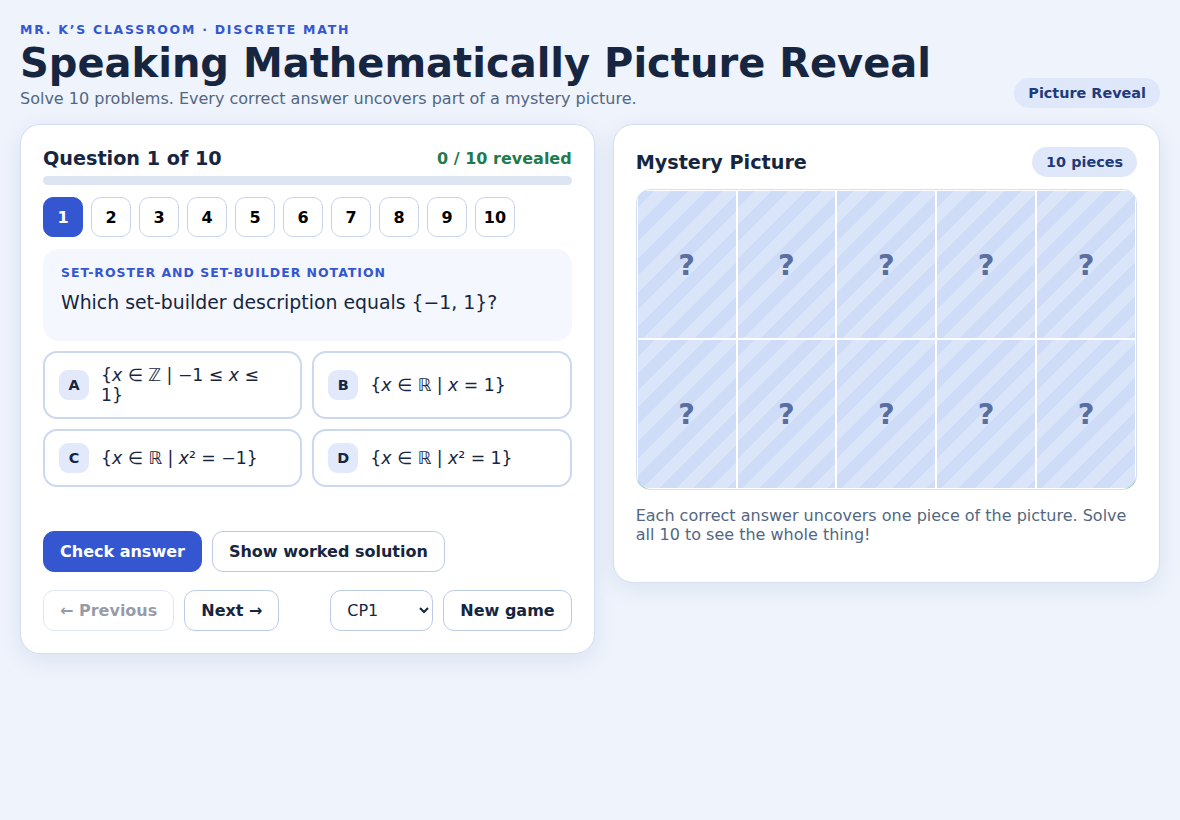 MR. K’S CLASSROOM · DISCRETE MATH
Speaking Mathematically Picture Reveal
Solve 10 problems. Every correct answer uncovers part of a mystery picture.
Picture Reveal
Question 1 of 10
0 / 10 revealed
1 2 3 4 5 6 7 8 9 10
SET-ROSTER AND SET-BUILDER NOTATION
Which set-builder description equals {−1, 1}?
A {x ∈ ℤ | −1 ≤ x ≤
1}
B {x ∈ ℝ | x = 1}
C {x ∈ ℝ | x² = −1}
D {x ∈ ℝ | x² = 1}
Check answer
Show worked solution
← Previous
Next →
CP1
New game
Mystery Picture
10 pieces
? ? ? ? ?
? ? ? ? ?
Each correct answer uncovers one piece of the picture. Solve
all 10 to see the whole thing!